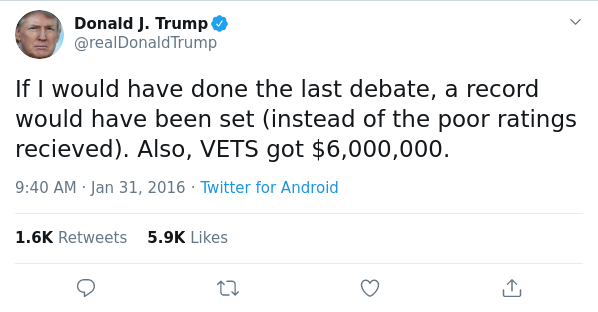 Donald J. Trump
@realDonaldTrump
If I would have done the last debate, a record
would have been set (instead of the poor ratings
recieved). Also, VETS got $6,000,000.
9:40 AM · Jan 31, 2016 · Twitter for Android
1.6K Retweets 5.9K Likes